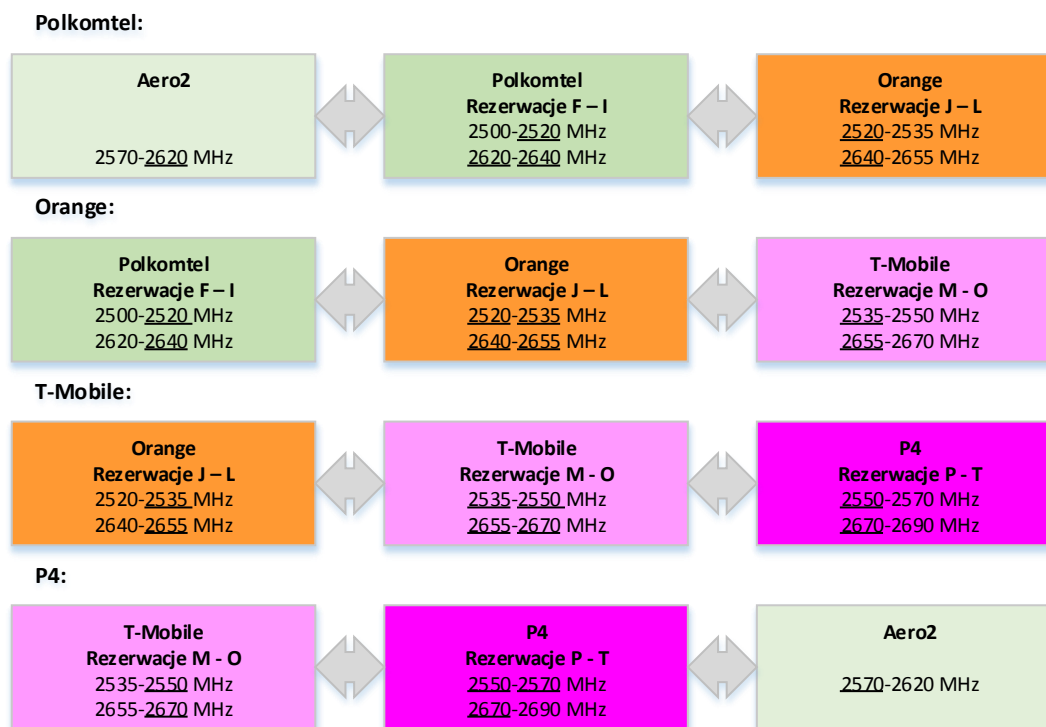 Polkomtel:
Aero2
2570-2620 MHz
Polkomtel
Rezerwacje F – I
2500-2520 MHz
2620-2640 MHz
Orange
Rezerwacje J – L
2520-2535 MHz
2640-2655 MHz
Orange:
Polkomtel
Rezerwacje F – I
2500-2520 MHz
2620-2640 MHz
Orange
Rezerwacje J – L
2520-2535 MHz
2640-2655 MHz
T-Mobile
Rezerwacje M - O
2535-2550 MHz
2655-2670 MHz
T-Mobile:
Orange
Rezerwacje J – L
2520-2535 MHz
2640-2655 MHz
T-Mobile
Rezerwacje M - O
2535-2550 MHz
2655-2670 MHz
P4
Rezerwacje P - T
2550-2570 MHz
2670-2690 MHz
P4:
T-Mobile
Rezerwacje M - O
2535-2550 MHz
2655-2670 MHz
P4
Rezerwacje P - T
2550-2570 MHz
2670-2690 MHz
Aero2
2570-2620 MHz